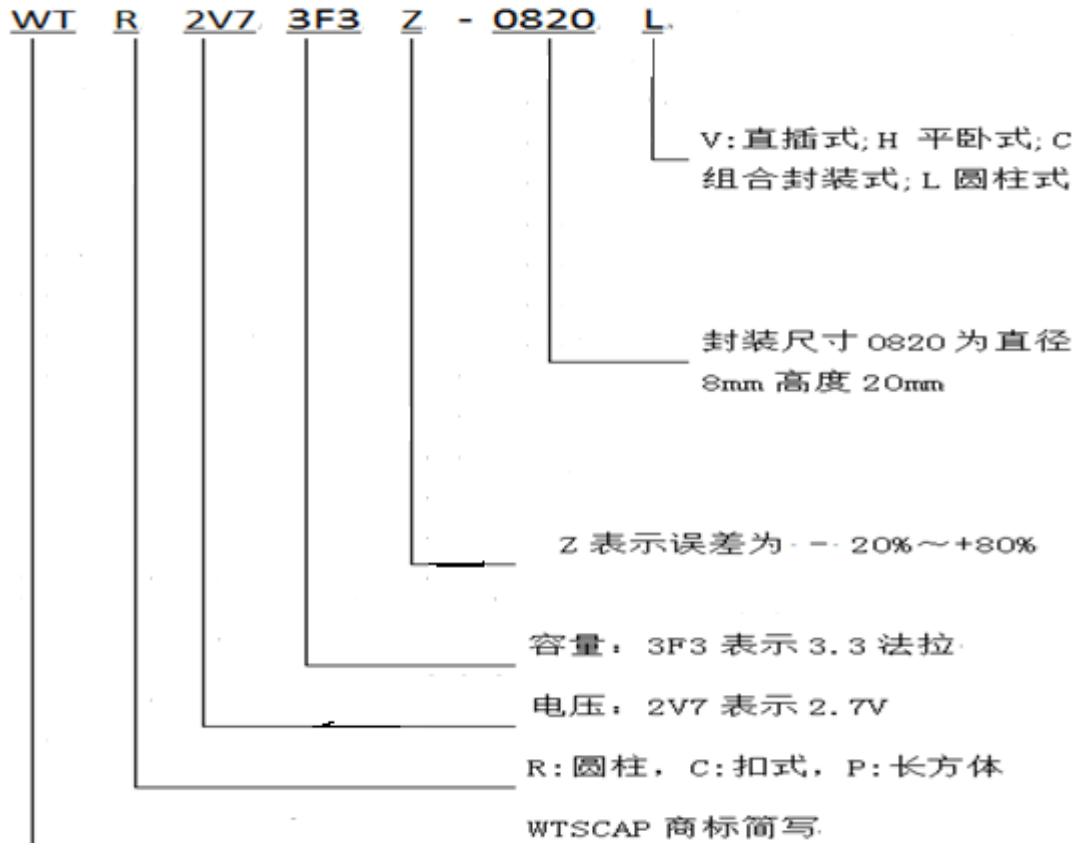 WT R 2V7 3F3 Z - 0820 L
V:直插式;H 平卧式;C
组合封装式;L 圆柱式
封装尺寸 0820 为直径
8mm 高度 20mm
Z 表示误差为 - 20%～+80%
容量：3F3 表示 3.3 法拉
电压：2V7 表示 2.7V
R:圆柱，C:扣式，P:长方体
WTSCAP 商标简写